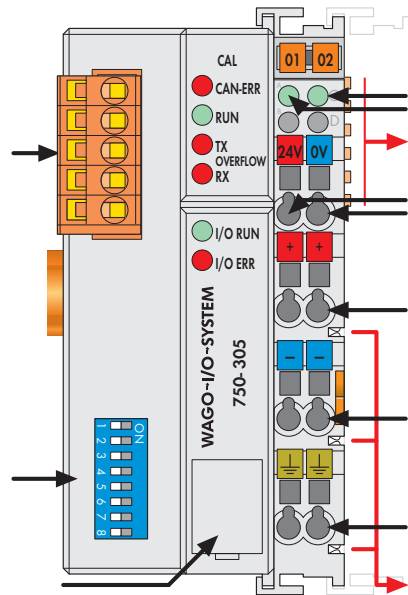 CAL
01 02
CAN-ERR
RUN
TX
OVERFLOW
RX
D
24V 0V
I/O RUN
I/O ERR
+ +
WAGO~I/O~SYSTEM
750-305
— —
ON
1
2
3
4
5
6
7
8